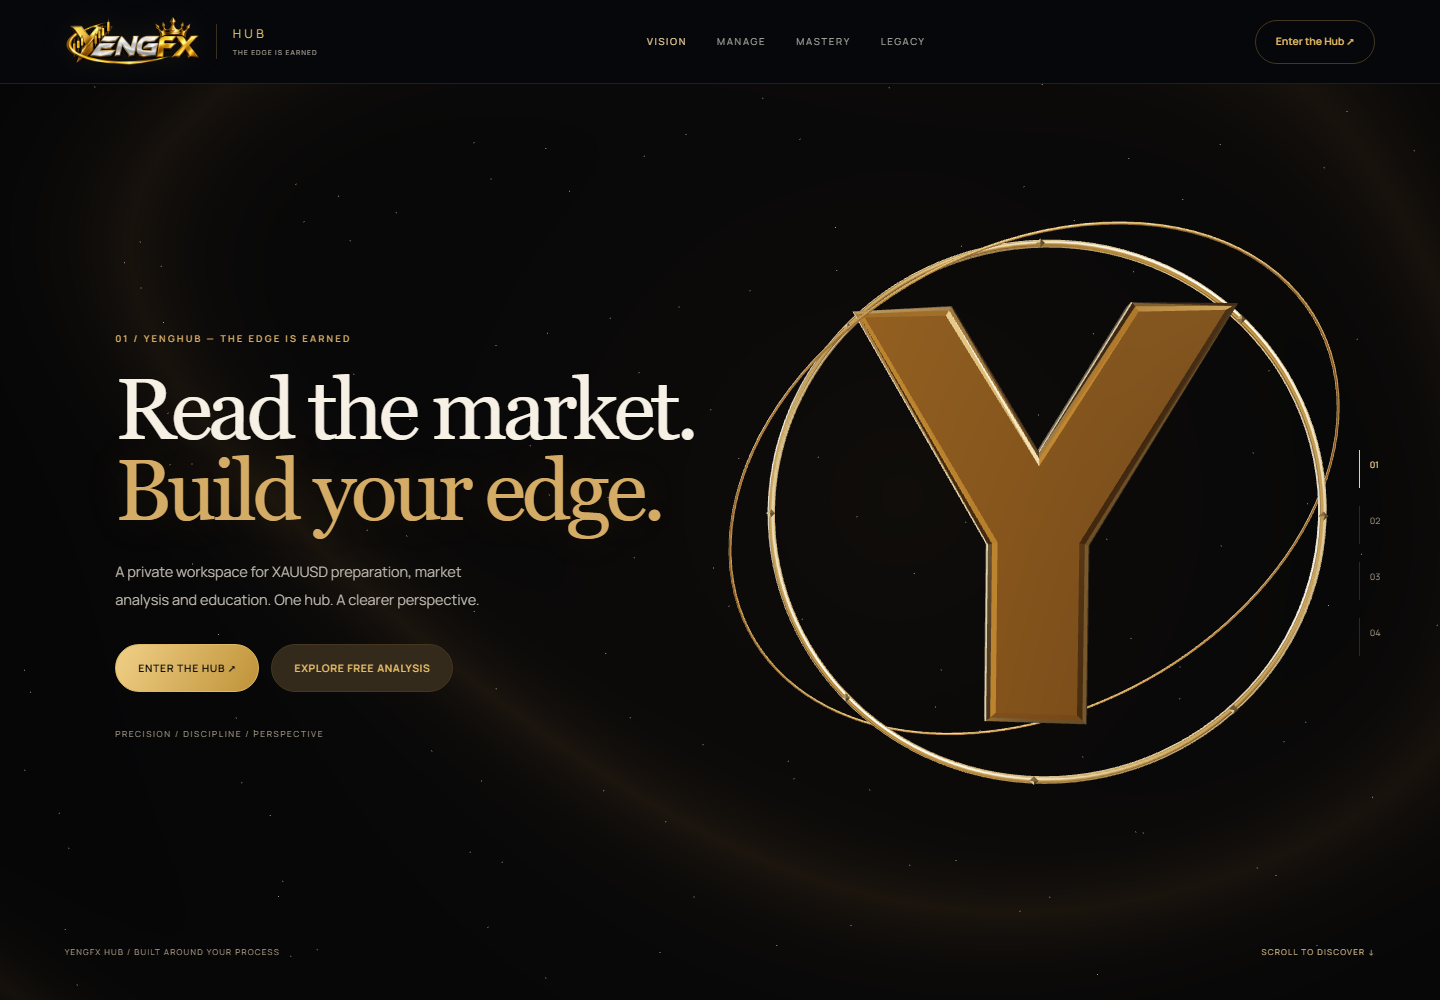 YENGFX
HUB
THE EDGE IS EARNED
VISION
MANAGE
MASTERY
LEGACY
Enter the Hub ↗
01 / YENGHUB — THE EDGE IS EARNED
Read the market.
Build your edge.
A private workspace for XAUUSD preparation, market
analysis and education. One hub. A clearer perspective.
ENTER THE HUB ↗
EXPLORE FREE ANALYSIS
PRECISION / DISCIPLINE / PERSPECTIVE
Y
01
02
03
04
YENGFX HUB / BUILT AROUND YOUR PROCESS
SCROLL TO DISCOVER ↓